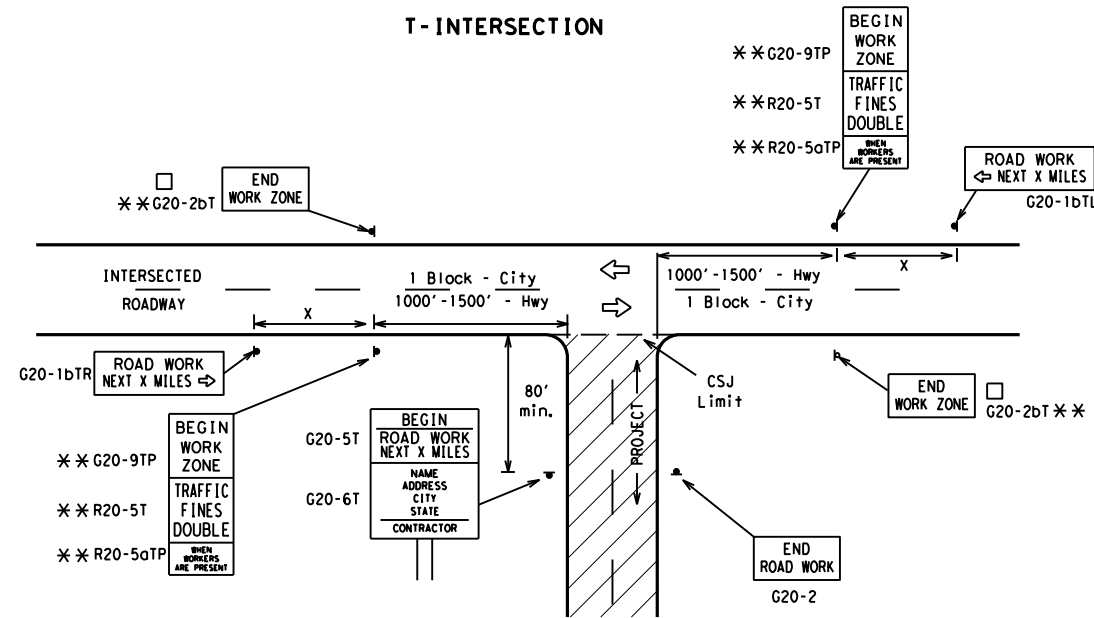 T-INTERSECTION
BEGIN
WORK
ZONE
TRAFFIC
FINES
DOUBLE
WHEN
WORKERS
ARE PRESENT
**G20-9TP
**R20-5T
**R20-5aTP
ROAD WORK
⇦ NEXT X MILES
G20-1bTL
END
WORK ZONE
□
**G20-2bT
INTERSECTED
ROADWAY
1 Block - City
1000'-1500' - Hwy
X
1000'-1500' - Hwy
1 Block - City
X
G20-1bTR
ROAD WORK
NEXT X MILES ⇨
80'
min.
PROJECT
CSJ
Limit
END
WORK ZONE
□
G20-2bT**
BEGIN
WORK
ZONE
TRAFFIC
FINES
DOUBLE
WHEN
WORKERS
ARE PRESENT
**G20-9TP
**R20-5T
**R20-5aTP
G20-5T
BEGIN
ROAD WORK
NEXT X MILES
G20-6T
NAME
ADDRESS
CITY
STATE
CONTRACTOR
END
ROAD WORK
G20-2